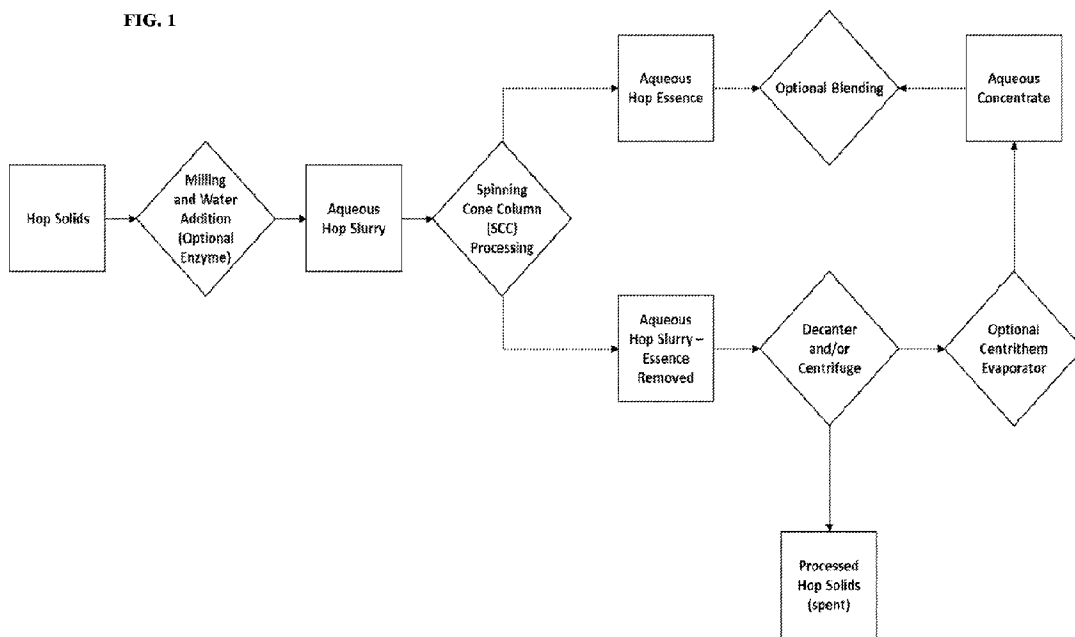 FIG. 1
Hop Solids
Milling
and Water
Addition
(Optional
Enzyme)
Aqueous
Hop Slurry
Spinning
Cone Column
(SCC)
Processing
Aqueous
Hop Essence
Optional Blending
Aqueous
Concentrate
Aqueous
Hop Slurry –
Essence
Removed
Decanter
and/or
Centrifuge
Optional
Centrithem
Evaporator
Processed
Hop Solids
(spent)